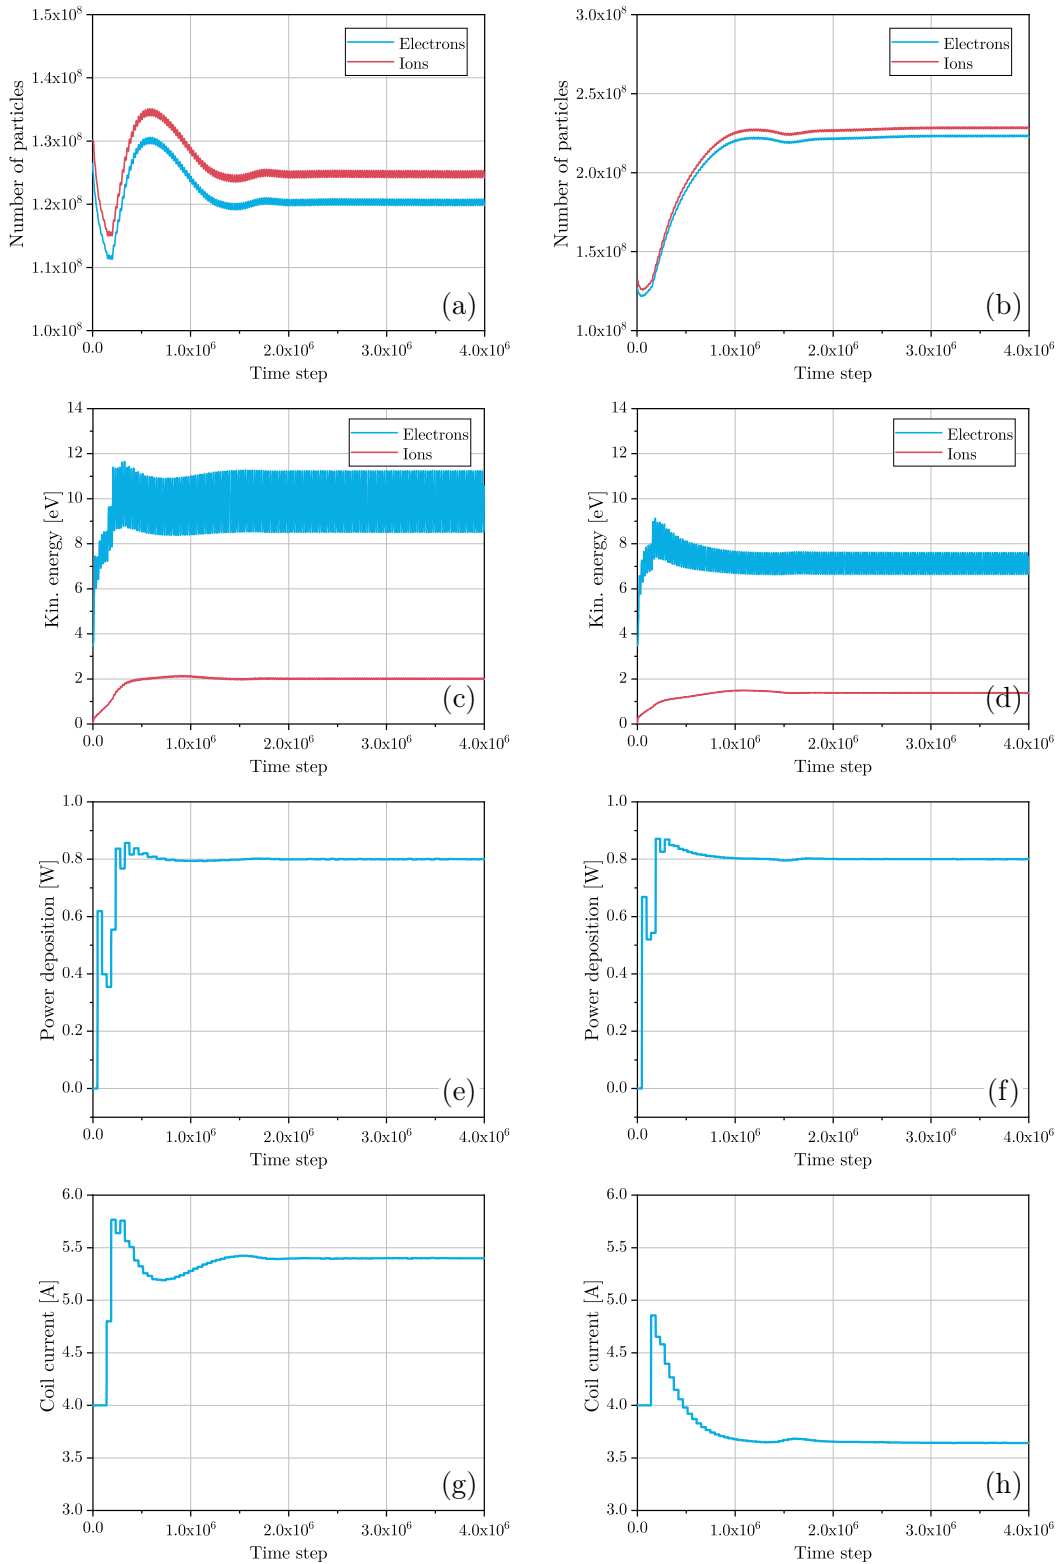 1.5x10⁸
1.4x10⁸
1.3x10⁸
1.2x10⁸
1.1x10⁸
1.0x10⁸
Number of particles
Electrons
Ions
(a)
0.0 1.0x10⁶ 2.0x10⁶ 3.0x10⁶ 4.0x10⁶
Time step
3.0x10⁸
2.5x10⁸
2.0x10⁸
1.5x10⁸
1.0x10⁸
Number of particles
Electrons
Ions
(b)
0.0 1.0x10⁶ 2.0x10⁶ 3.0x10⁶ 4.0x10⁶
Time step
14
12
10
8
6
4
2
0
Kin. energy [eV]
Electrons
Ions
(c)
0.0 1.0x10⁶ 2.0x10⁶ 3.0x10⁶ 4.0x10⁶
Time step
14
12
10
8
6
4
2
0
Kin. energy [eV]
Electrons
Ions
(d)
0.0 1.0x10⁶ 2.0x10⁶ 3.0x10⁶ 4.0x10⁶
Time step
1.0
0.8
0.6
0.4
0.2
0.0
Power deposition [W]
(e)
0.0 1.0x10⁶ 2.0x10⁶ 3.0x10⁶ 4.0x10⁶
Time step
1.0
0.8
0.6
0.4
0.2
0.0
Power deposition [W]
(f)
0.0 1.0x10⁶ 2.0x10⁶ 3.0x10⁶ 4.0x10⁶
Time step
6.0
5.5
5.0
4.5
4.0
3.5
3.0
Coil current [A]
(g)
0.0 1.0x10⁶ 2.0x10⁶ 3.0x10⁶ 4.0x10⁶
Time step
6.0
5.5
5.0
4.5
4.0
3.5
3.0
Coil current [A]
(h)
0.0 1.0x10⁶ 2.0x10⁶ 3.0x10⁶ 4.0x10⁶
Time step